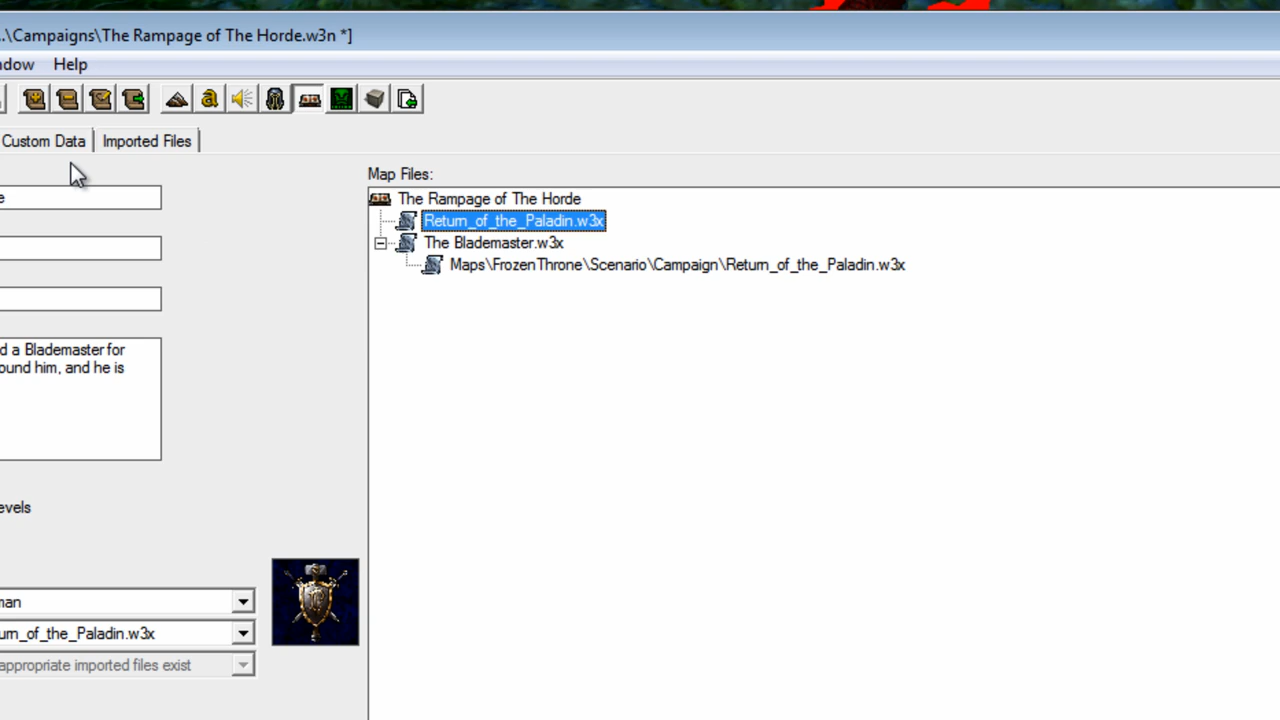 ..\Campaigns\The Rampage of The Horde.w3n *]
ndow Help
Custom Data Imported Files
Map Files:
e
The Rampage of The Horde
Return_of_the_Paladin.w3x
The Blademaster.w3x
Maps\FrozenThrone\Scenario\Campaign\Return_of_the_Paladin.w3x
d a Blademaster for
ound him, and he is
evels
man
urn_of_the_Paladin.w3x
appropriate imported files exist